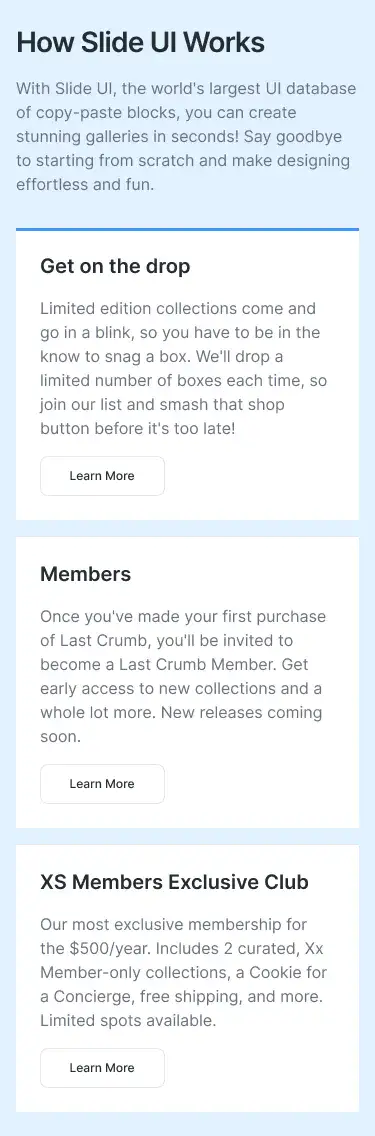 How Slide UI Works
With Slide UI, the world's largest UI database
of copy-paste blocks, you can create
stunning galleries in seconds! Say goodbye
to starting from scratch and make designing
effortless and fun.
Get on the drop
Limited edition collections come and
go in a blink, so you have to be in the
know to snag a box. We'll drop a
limited number of boxes each time, so
join our list and smash that shop
button before it's too late!
Learn More
Members
Once you've made your first purchase
of Last Crumb, you'll be invited to
become a Last Crumb Member. Get
early access to new collections and a
whole lot more. New releases coming
soon.
Learn More
XS Members Exclusive Club
Our most exclusive membership for
the $500/year. Includes 2 curated, Xx
Member-only collections, a Cookie for
a Concierge, free shipping, and more.
Limited spots available.
Learn More